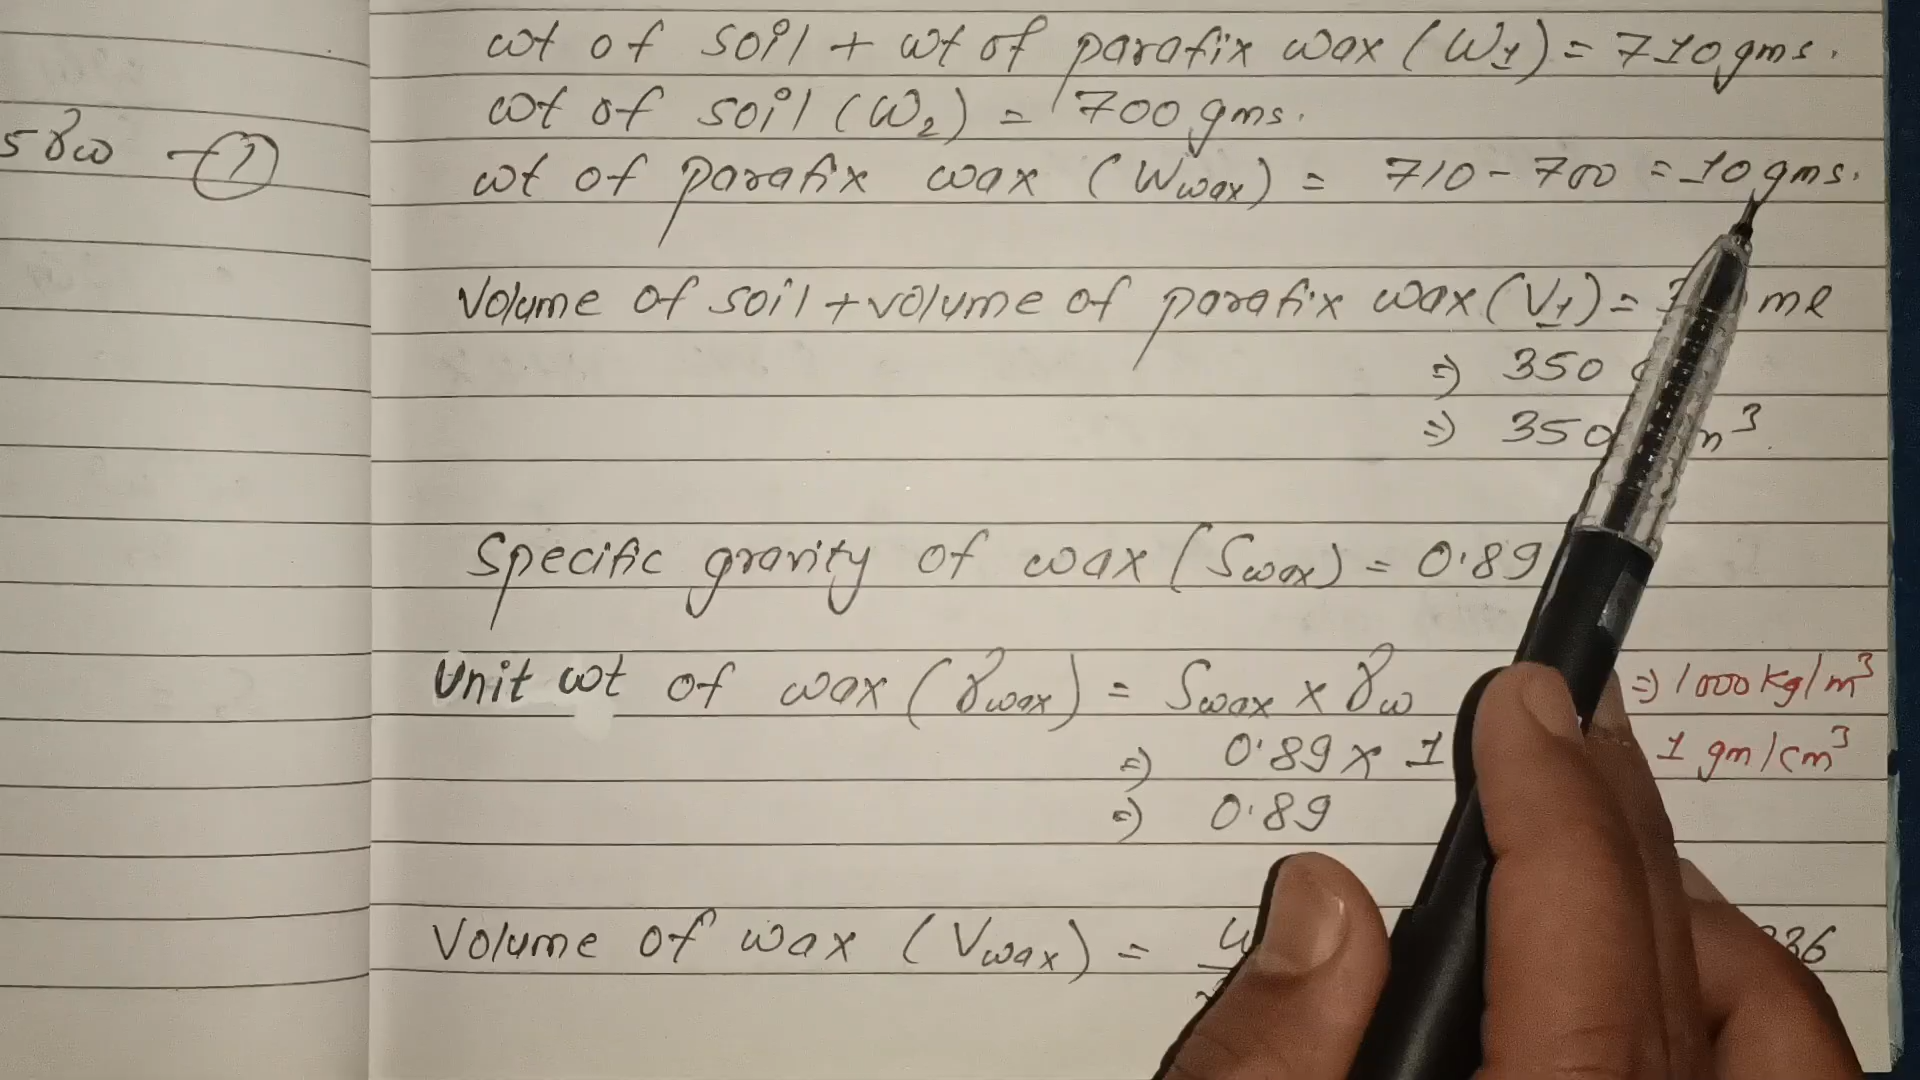 wt of soil + wt of parafix wax (W1) = 710 gms.
wt of soil (W2) = 700 gms.
5γw - 1
wt of parafix wax (Wwax) = 710 - 700 = 10 gms.
Volume of soil + volume of parafix wax (V1) = ml
⇒ 350
⇒ 350
Specific gravity of wax (Swax) = 0.89
Unit wt of wax (γwax) = Swax x γw ⇒ 1000 kg/m³
⇒ 0.89 x 1 1 gm/cm³
⇒ 0.89
Volume of wax (Vwax) = 36